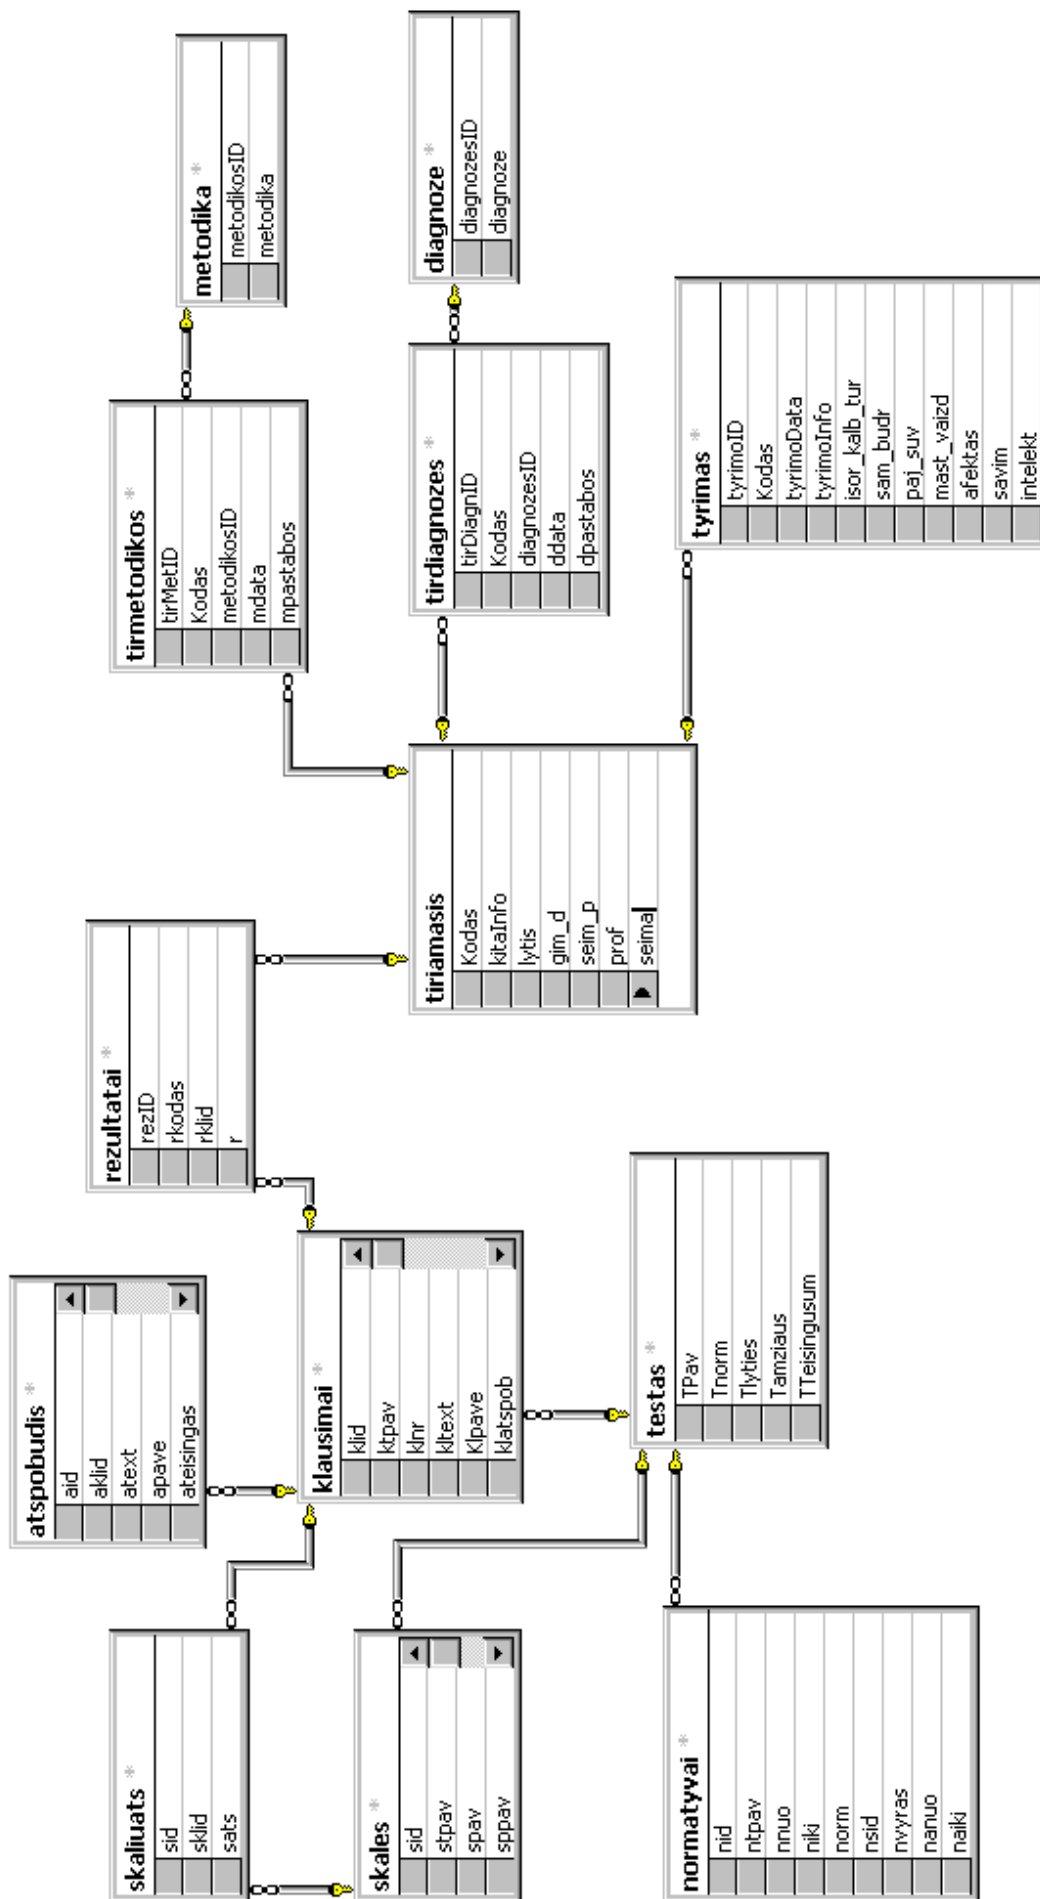 atspobudis *
aid
aklid
atext
apave
ateisingas
rezultatai *
rezID
rkodas
rklid
r
skaliuats *
sid
sklid
sats
tirmetodikos *
tirMetID
Kodas
metodikosID
mdata
mpastabos
metodika *
metodikosID
metodika
klausimai *
klid
ktpav
klnr
kltext
Klpave
klatspob
skales *
sid
stpav
spav
sppav
tiriamasis
Kodas
kitaInfo
lytis
gim_d
seim_p
prof
seima
tirdiagnozes *
tirDiagnID
Kodas
diagnozesID
ddata
dpastabos
diagnoze *
diagnozesID
diagnoze
testas *
TPav
Tnorm
Tlyties
Tamziaus
TTeisingusum
normatyvai *
nid
ntpav
nnuo
niki
norm
nsid
nvyras
nanuo
naiki
tyrimas *
tyrimoID
Kodas
tyrimoData
tyrimoInfo
isor_kalb_tur
sam_budr
paj_suv
mast_vaizd
afektas
savim
intelekt